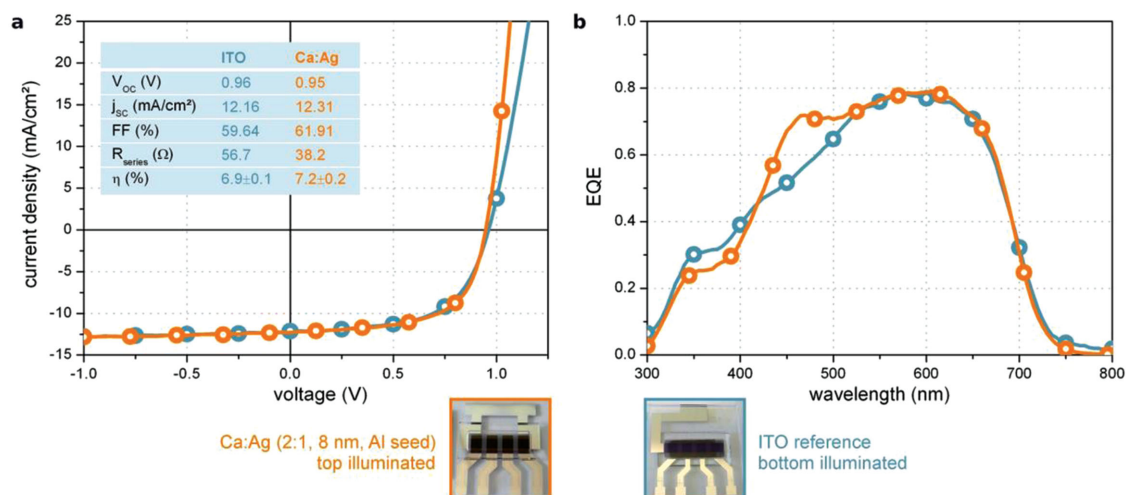 a
25
20
15
10
5
0
-5
-10
-15
current density (mA/cm²)
ITO Ca:Ag
V_OC (V) 0.96 0.95
j_SC (mA/cm²) 12.16 12.31
FF (%) 59.64 61.91
R_series (Ω) 56.7 38.2
η (%) 6.9±0.1 7.2±0.2
-1.0 -0.5 0.0 0.5 1.0
voltage (V)
b
1.0
0.8
0.6
0.4
0.2
0.0
EQE
300 400 500 600 700 800
wavelength (nm)
Ca:Ag (2:1, 8 nm, Al seed)
top illuminated
ITO reference
bottom illuminated